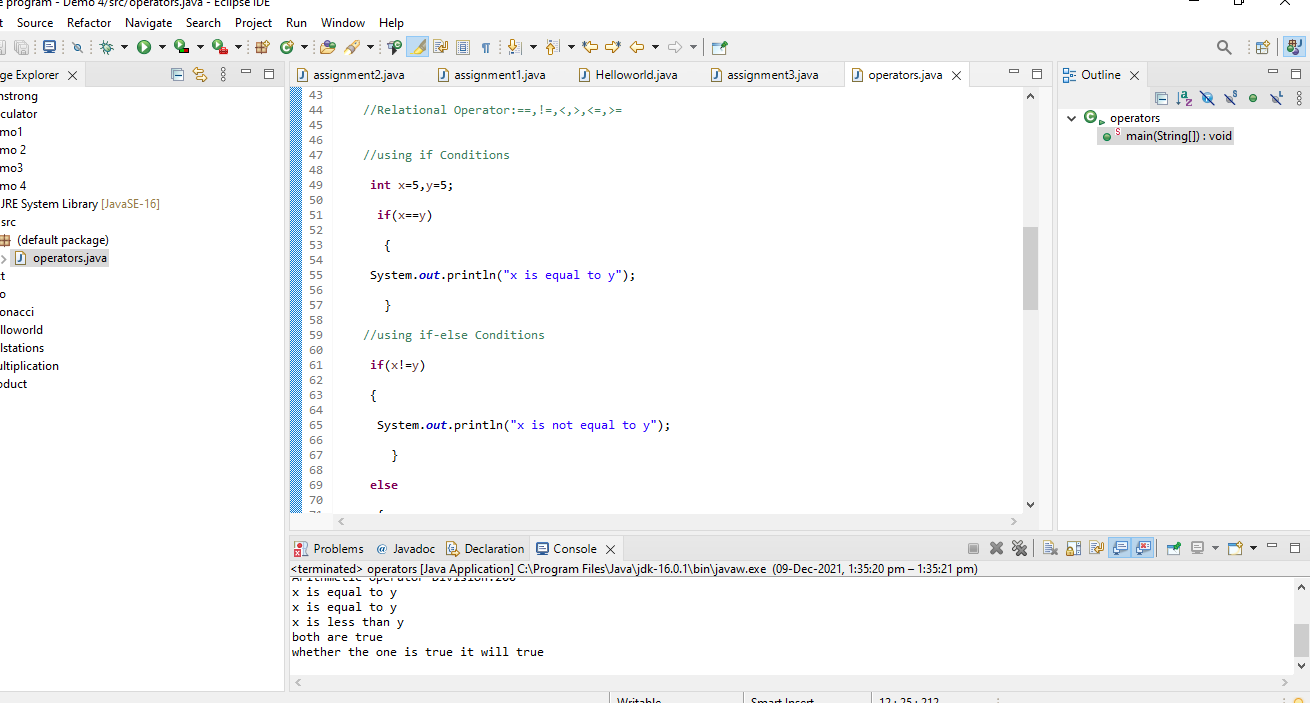 e program - Demo 4/src/operators.java - Eclipse IDE
t Source Refactor Navigate Search Project Run Window Help
ge Explorer
nstrong
culator
mo1
mo 2
mo3
mo 4
JRE System Library [JavaSE-16]
src
(default package)
operators.java
t
o
onacci
lloworld
lstations
ultiplication
oduct
assignment2.java assignment1.java Helloworld.java assignment3.java operators.java
43
44 //Relational Operator:==,!=,<,>,<=,>=
45
46
47 //using if Conditions
48
49 int x=5,y=5;
50
51 if(x==y)
52
53 {
54
55 System.out.println("x is equal to y");
56
57 }
58
59 //using if-else Conditions
60
61 if(x!=y)
62
63 {
64
65 System.out.println("x is not equal to y");
66
67 }
68
69 else
70
71 {
Outline
operators
main(String[]) : void
Problems @ Javadoc Declaration Console
<terminated> operators [Java Application] C:\Program Files\Java\jdk-16.0.1\bin\javaw.exe (09-Dec-2021, 1:35:20 pm – 1:35:21 pm)
Arithmetic Operator Division:200
x is equal to y
x is equal to y
x is less than y
both are true
whether the one is true it will true
Writable Smart Insert 12 : 25 : 212